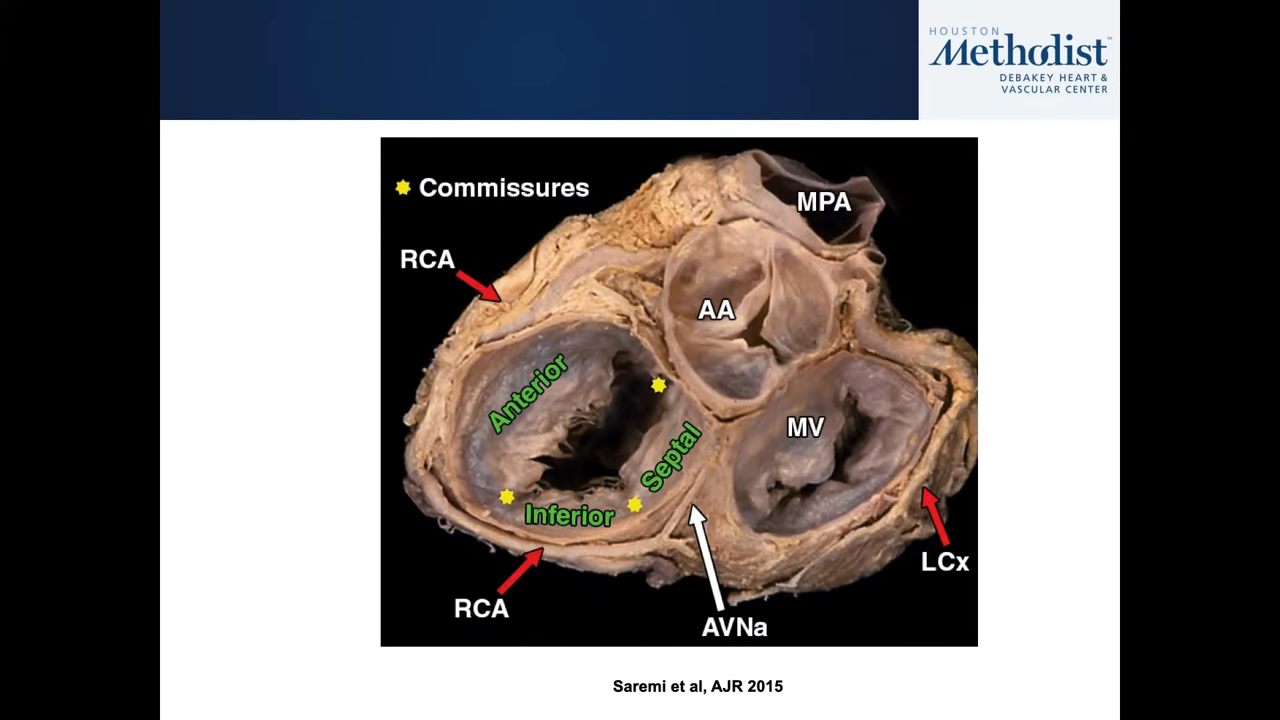 HOUSTON
Methodist
DEBAKEY HEART &
VASCULAR CENTER
Commissures
MPA
RCA
AA
Anterior
MV
Septal
Inferior
LCx
RCA
AVNa
Saremi et al, AJR 2015